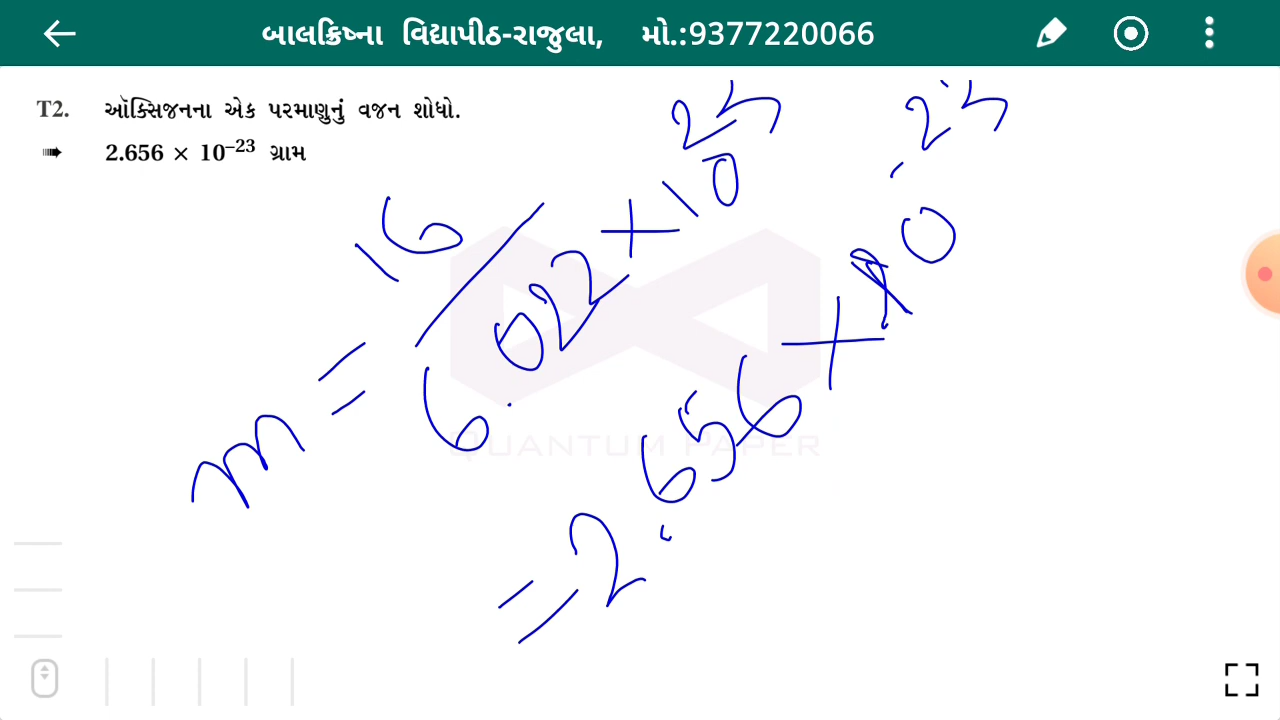 બાલક્રિષ્ના વિદ્યાપીઠ-રાજુલા, મો.:9377220066
T2. ઑક્સિજનના એક પરમાણુનું વજન શોધો.
➠ 2.656 × 10⁻²³ ગ્રામ
m = 16 / 6.022 × 10²³
= 2.656 × 10⁻²³
QUANTUM PAPER